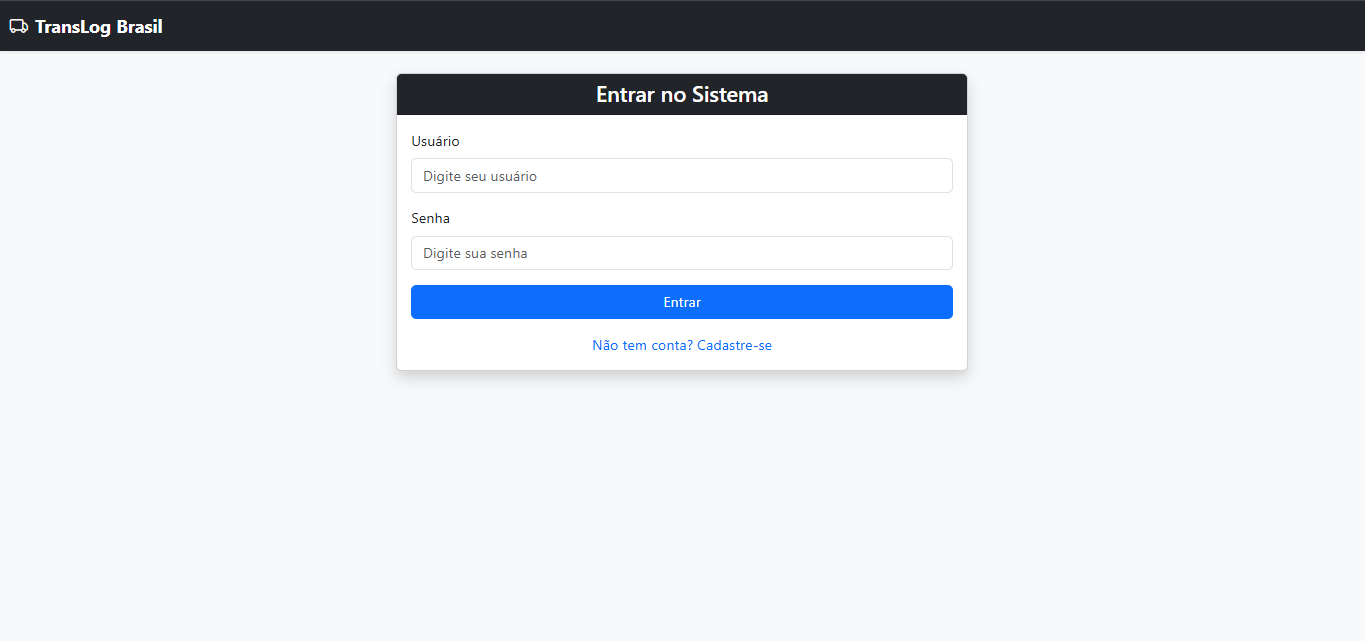 TransLog Brasil
Entrar no Sistema
Usuário
Digite seu usuário
Senha
Digite sua senha
Entrar
Não tem conta? Cadastre-se